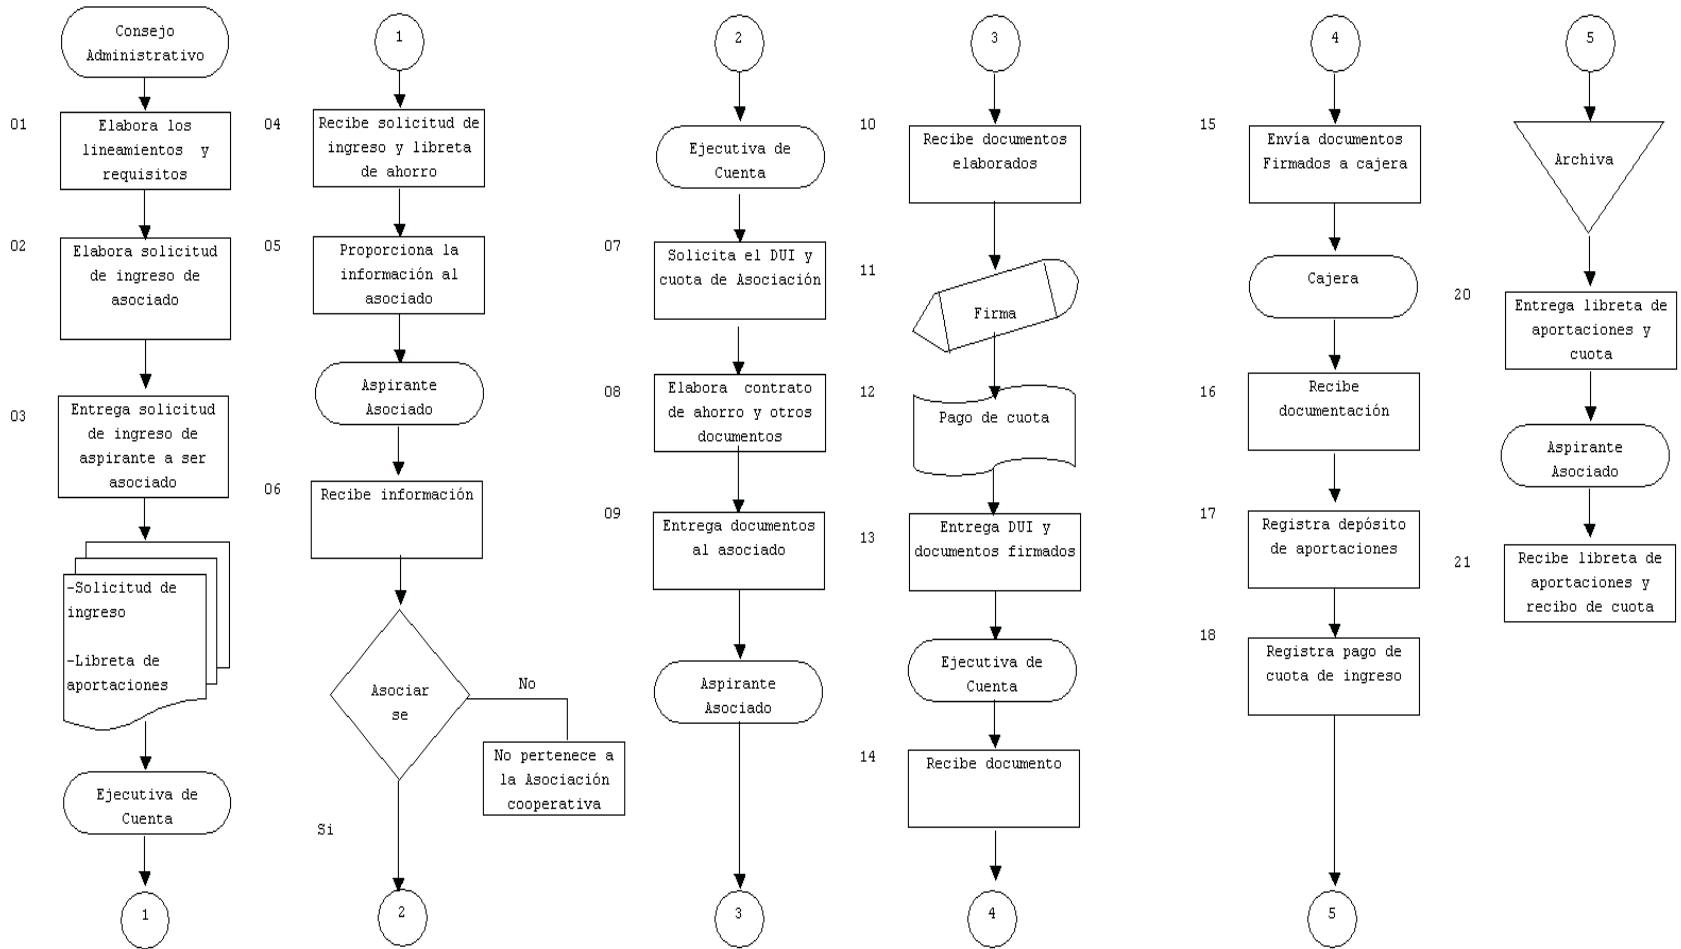 Consejo
Administrativo
01
Elabora los
lineamientos y
requisitos
02
Elabora solicitud
de ingreso de
asociado
03
Entrega solicitud
de ingreso de
aspirante a ser
asociado
-Solicitud de
ingreso
-Libreta de
aportaciones
Ejecutiva de
Cuenta
1
1
04
Recibe solicitud de
ingreso y libreta
de ahorro
05
Proporciona la
información al
asociado
Aspirante
Asociado
06
Recibe información
Asociar
se
No
No pertenece a
la Asociación
cooperativa
Si
2
2
Ejecutiva de
Cuenta
07
Solicita el DUI y
cuota de Asociación
08
Elabora contrato
de ahorro y otros
documentos
09
Entrega documentos
al asociado
Aspirante
Asociado
3
3
10
Recibe documentos
elaborados
11
Firma
12
Pago de cuota
13
Entrega DUI y
documentos firmados
Ejecutiva de
Cuenta
14
Recibe documento
4
4
15
Envía documentos
Firmados a cajera
Cajera
16
Recibe
documentación
17
Registra depósito
de aportaciones
18
Registra pago de
cuota de ingreso
5
5
Archiva
20
Entrega libreta de
aportaciones y
cuota
Aspirante
Asociado
21
Recibe libreta de
aportaciones y
recibo de cuota